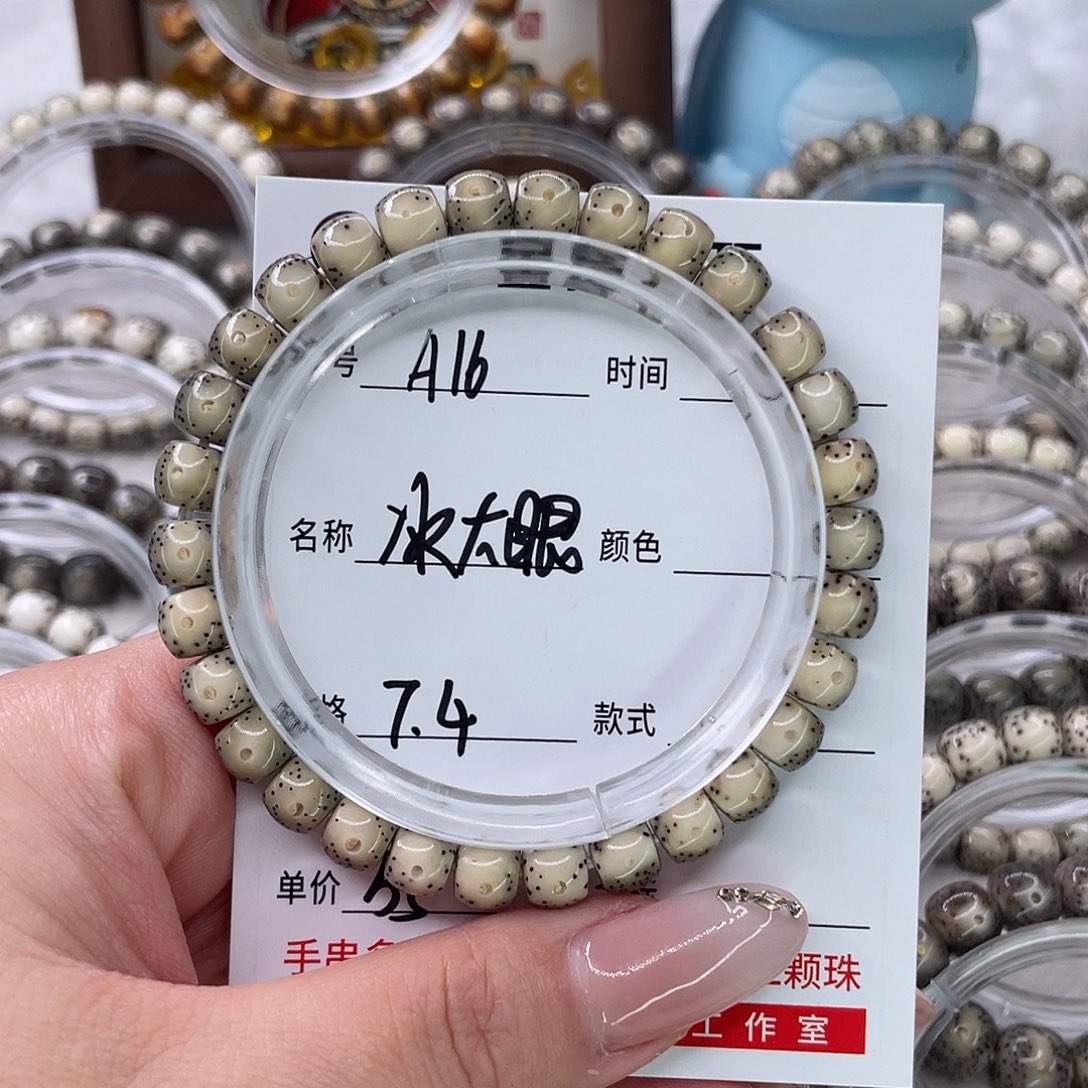 号 A16 时间
名称 冰大眼 颜色
格 7.4 款式
单价
手串 颗珠
工作室